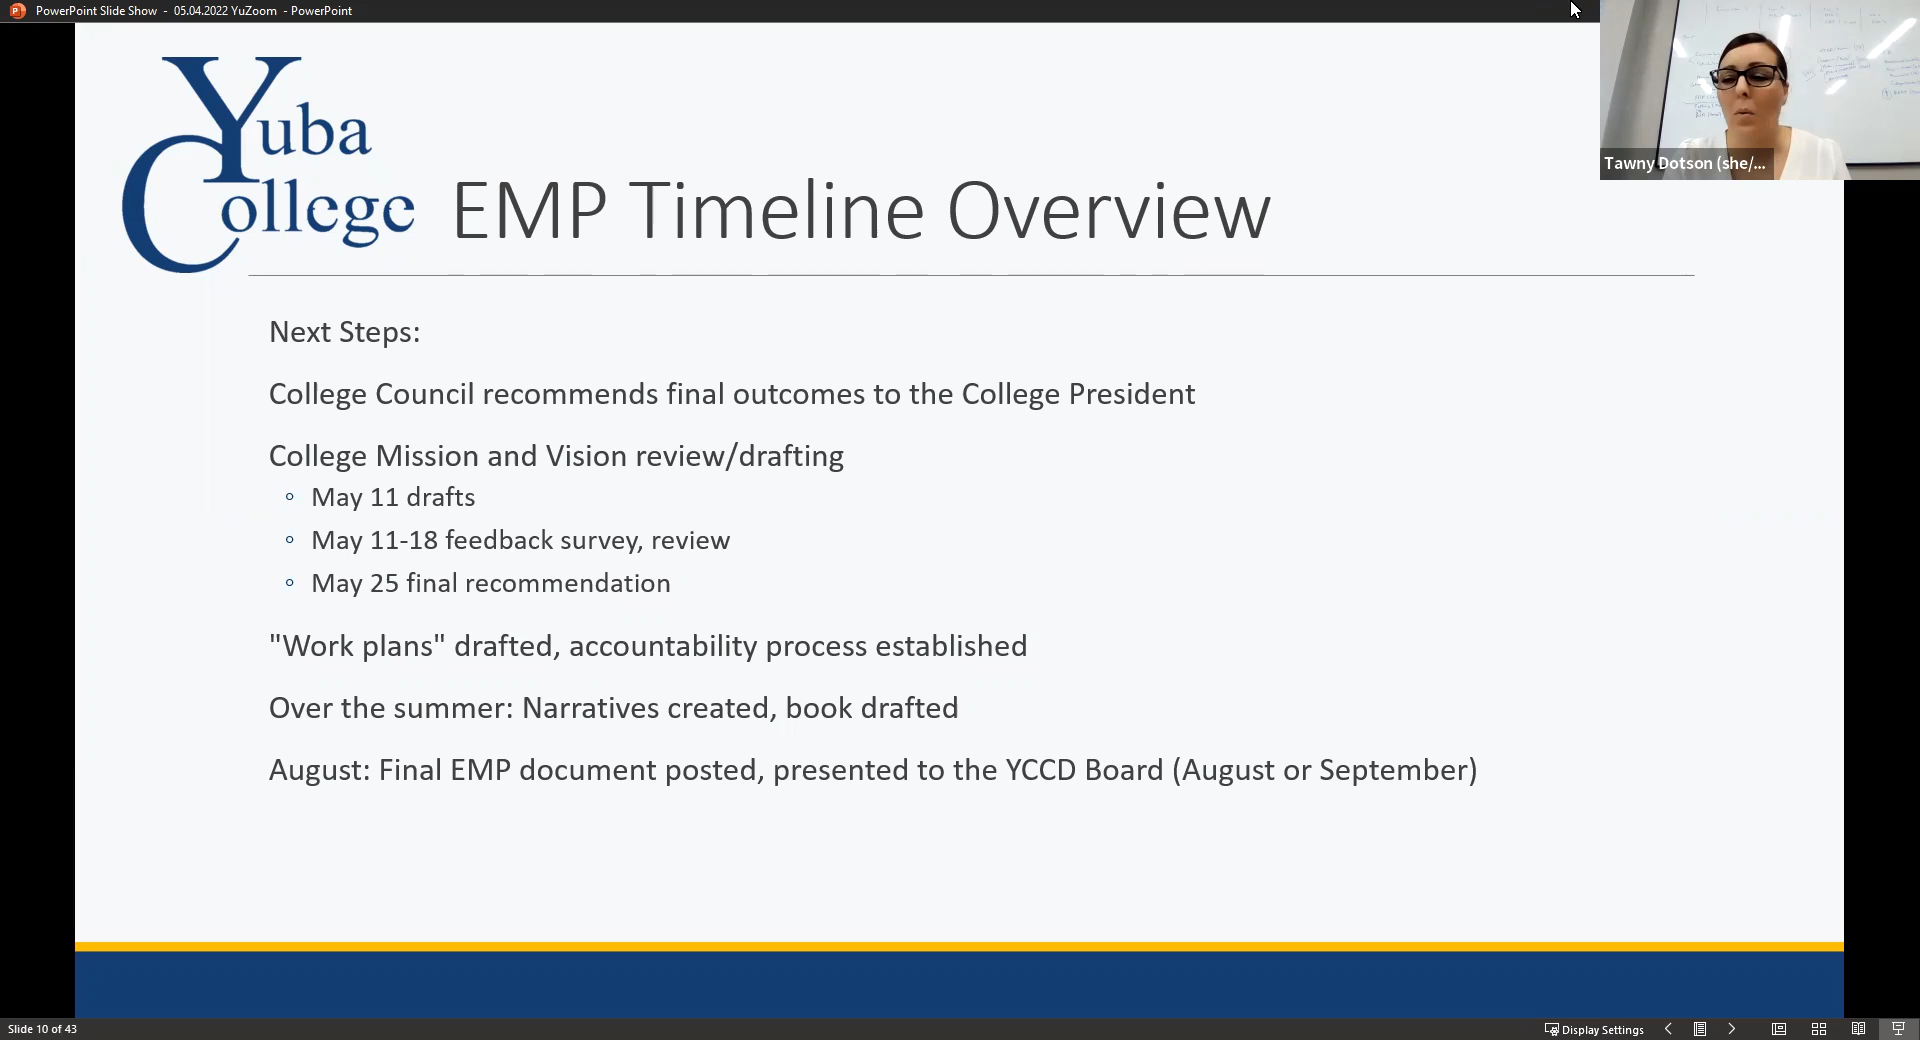 PowerPoint Slide Show - 05.04.2022 YuZoom - PowerPoint
Tawny Dotson (she/...
Yuba
College
EMP Timeline Overview
Next Steps:
College Council recommends final outcomes to the College President
College Mission and Vision review/drafting
May 11 drafts
May 11-18 feedback survey, review
May 25 final recommendation
"Work plans" drafted, accountability process established
Over the summer: Narratives created, book drafted
August: Final EMP document posted, presented to the YCCD Board (August or September)
Slide 10 of 43
Display Settings